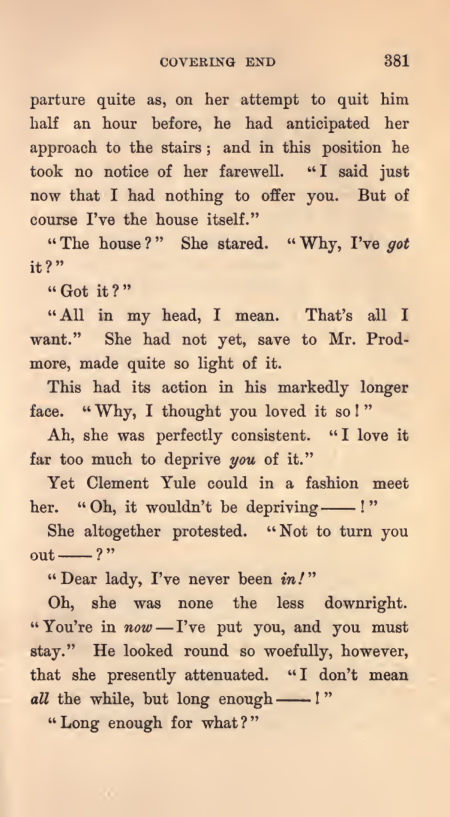 COVERING END 381
parture quite as, on her attempt to quit him
half an hour before, he had anticipated her
approach to the stairs; and in this position he
took no notice of her farewell. “I said just
now that I had nothing to offer you. But of
course I’ve the house itself.”
“The house?” She stared. “Why, I’ve got
it?”
“Got it?”
“All in my head, I mean. That’s all I
want.” She had not yet, save to Mr. Prod-
more, made quite so light of it.
This had its action in his markedly longer
face. “Why, I thought you loved it so!”
Ah, she was perfectly consistent. “I love it
far too much to deprive you of it.”
Yet Clement Yule could in a fashion meet
her. “Oh, it wouldn’t be depriving——!”
She altogether protested. “Not to turn you
out——?”
“Dear lady, I’ve never been in!”
Oh, she was none the less downright.
“You’re in now—I’ve put you, and you must
stay.” He looked round so woefully, however,
that she presently attenuated. “I don’t mean
all the while, but long enough——!”
“Long enough for what?”